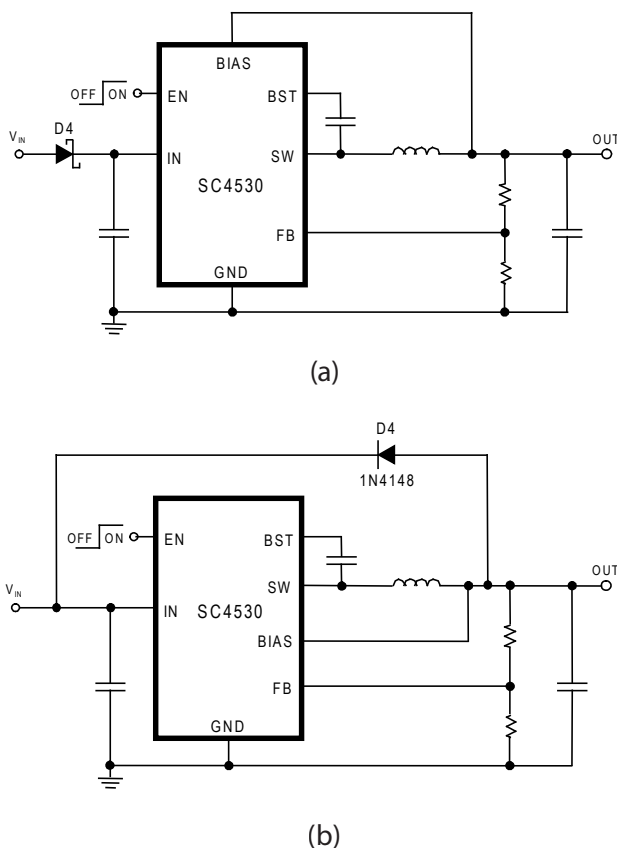 BIAS
OFF ON
EN
BST
V_IN
D4
OUT
IN
SW
SC4530
FB
GND
(a)
D4
1N4148
OFF ON
EN
BST
OUT
V_IN
SW
IN
SC4530
BIAS
FB
GND
(b)